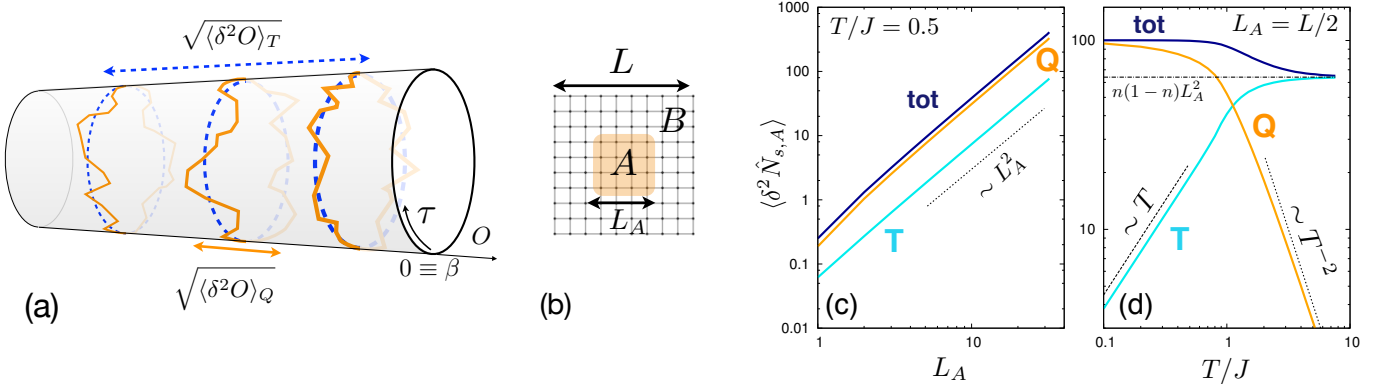 √⟨δ²O⟩_T
τ
O
0 ≡ β
√⟨δ²O⟩_Q
(a)
L
B
A
L_A
(b)
⟨δ² N̂_{s,A}⟩
1000
100
10
1
0.1
0.01
T/J = 0.5
tot
Q
T
~ L_A^2
(c)
1
10
L_A
100
10
tot
L_A = L/2
n(1 − n)L_A^2
Q
~ T
T
~ T^{−2}
(d)
0.1
1
10
T/J